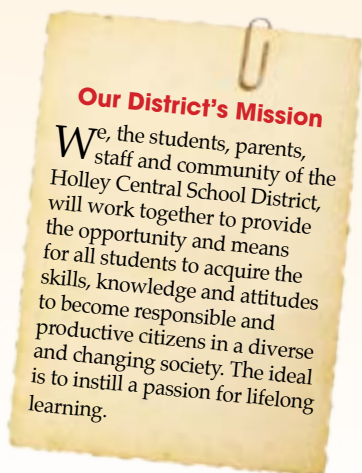 Our District's Mission
We, the students, parents,
staff and community of the
Holley Central School District,
will work together to provide
the opportunity and means
for all students to acquire the
skills, knowledge and attitudes
to become responsible and
productive citizens in a diverse
and changing society. The ideal
is to instill a passion for lifelong
learning.